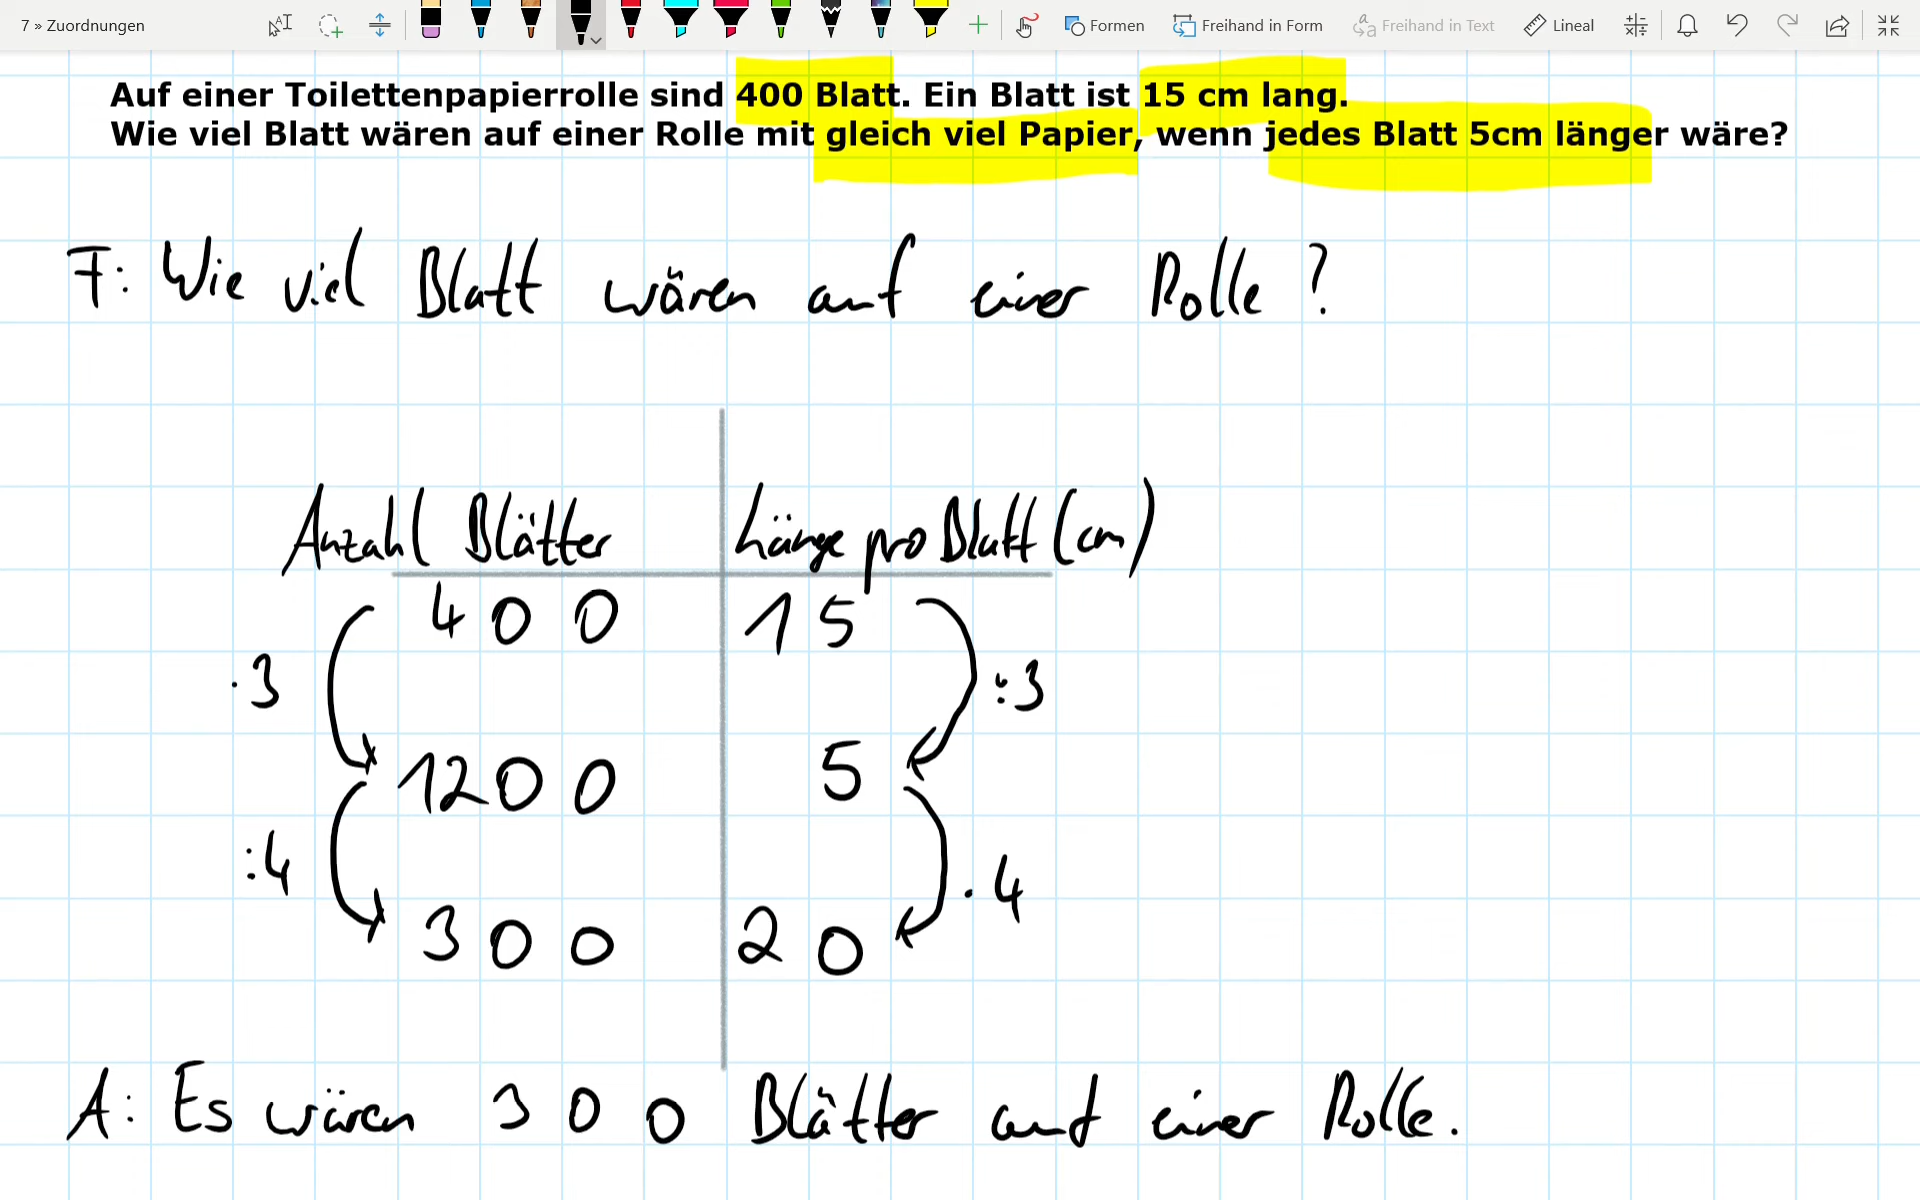 7 » Zuordnungen Formen Freihand in Form Freihand in Text Lineal
Auf einer Toilettenpapierrolle sind 400 Blatt. Ein Blatt ist 15 cm lang.
Wie viel Blatt wären auf einer Rolle mit gleich viel Papier, wenn jedes Blatt 5cm länger wäre?
F: Wie viel Blatt wären auf einer Rolle?
Anzahl Blätter Länge pro Blatt (cm)
400 15
·3 :3
1200 5
:4 ·4
300 20
A: Es wären 300 Blätter auf einer Rolle.